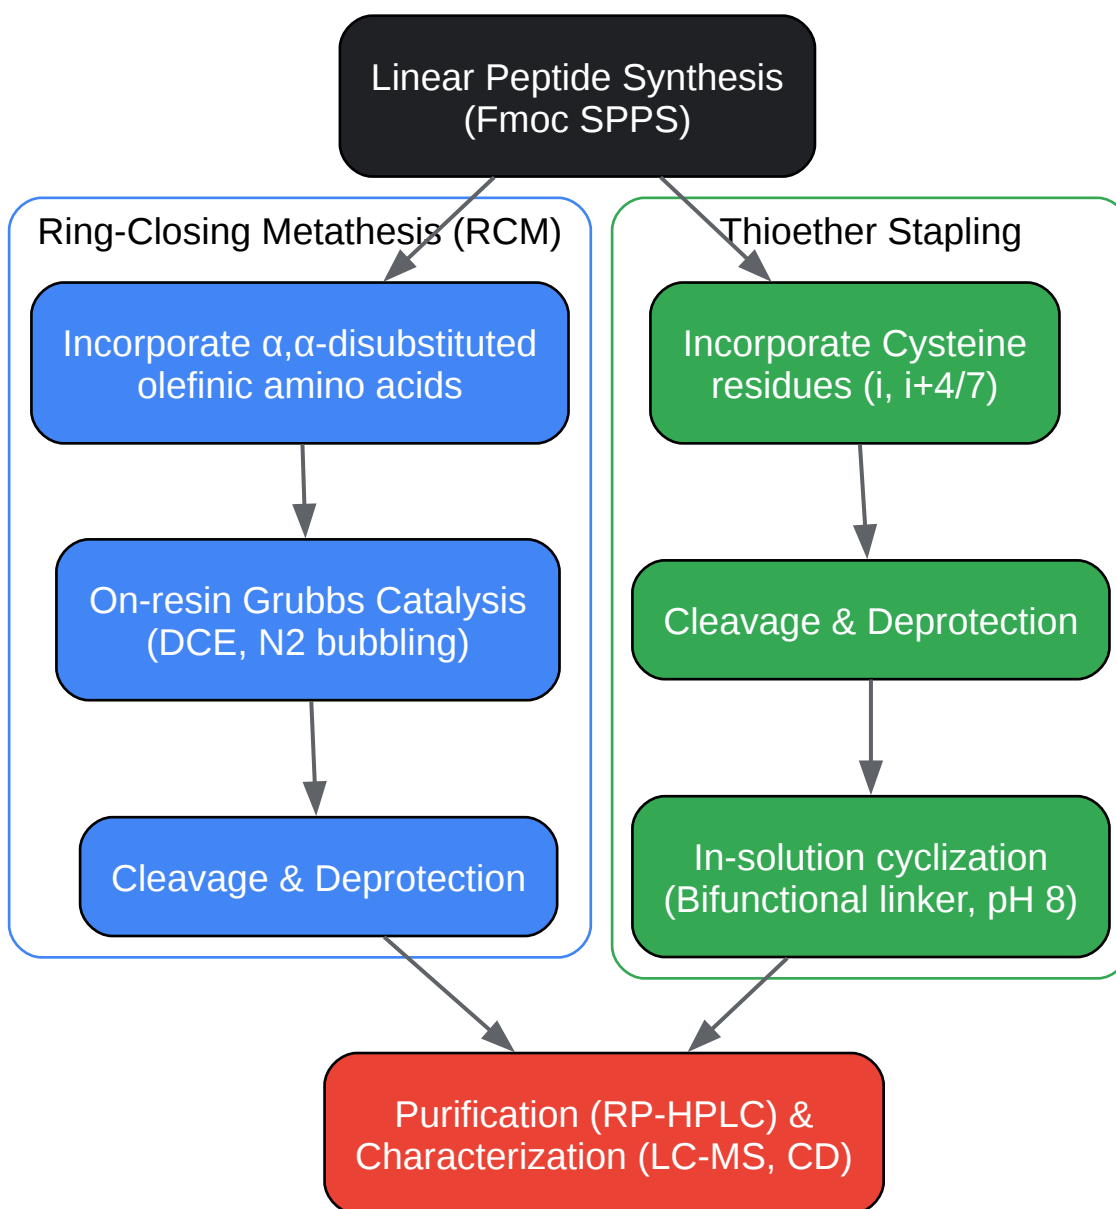 Linear Peptide Synthesis
(Fmoc SPPS)
Ring-Closing Metathesis (RCM)
Incorporate α,α-disubstituted
olefinic amino acids
On-resin Grubbs Catalysis
(DCE, N2 bubbling)
Cleavage & Deprotection
Thioether Stapling
Incorporate Cysteine
residues (i, i+4/7)
Cleavage & Deprotection
In-solution cyclization
(Bifunctional linker, pH 8)
Purification (RP-HPLC) &
Characterization (LC-MS, CD)